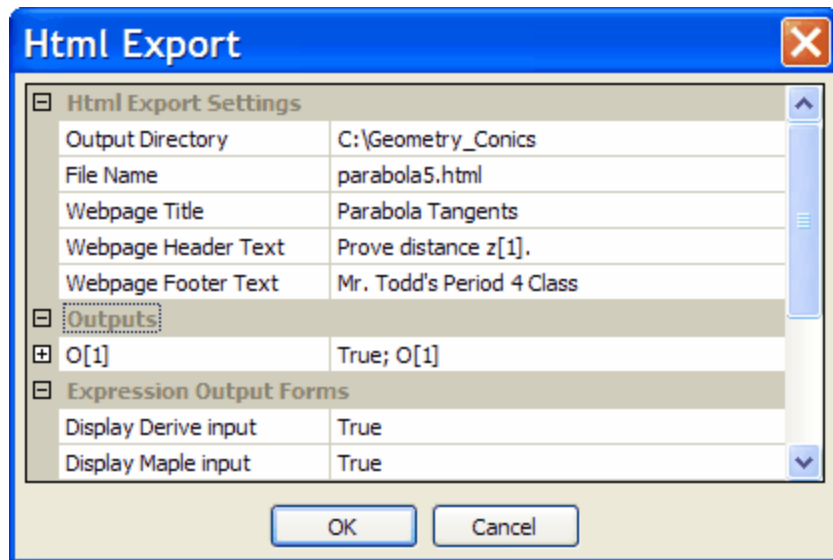 Html Export
Html Export Settings
Output Directory C:\Geometry_Conics
File Name parabola5.html
Webpage Title Parabola Tangents
Webpage Header Text Prove distance z[1].
Webpage Footer Text Mr. Todd's Period 4 Class
Outputs
O[1] True; O[1]
Expression Output Forms
Display Derive input True
Display Maple input True
OK Cancel